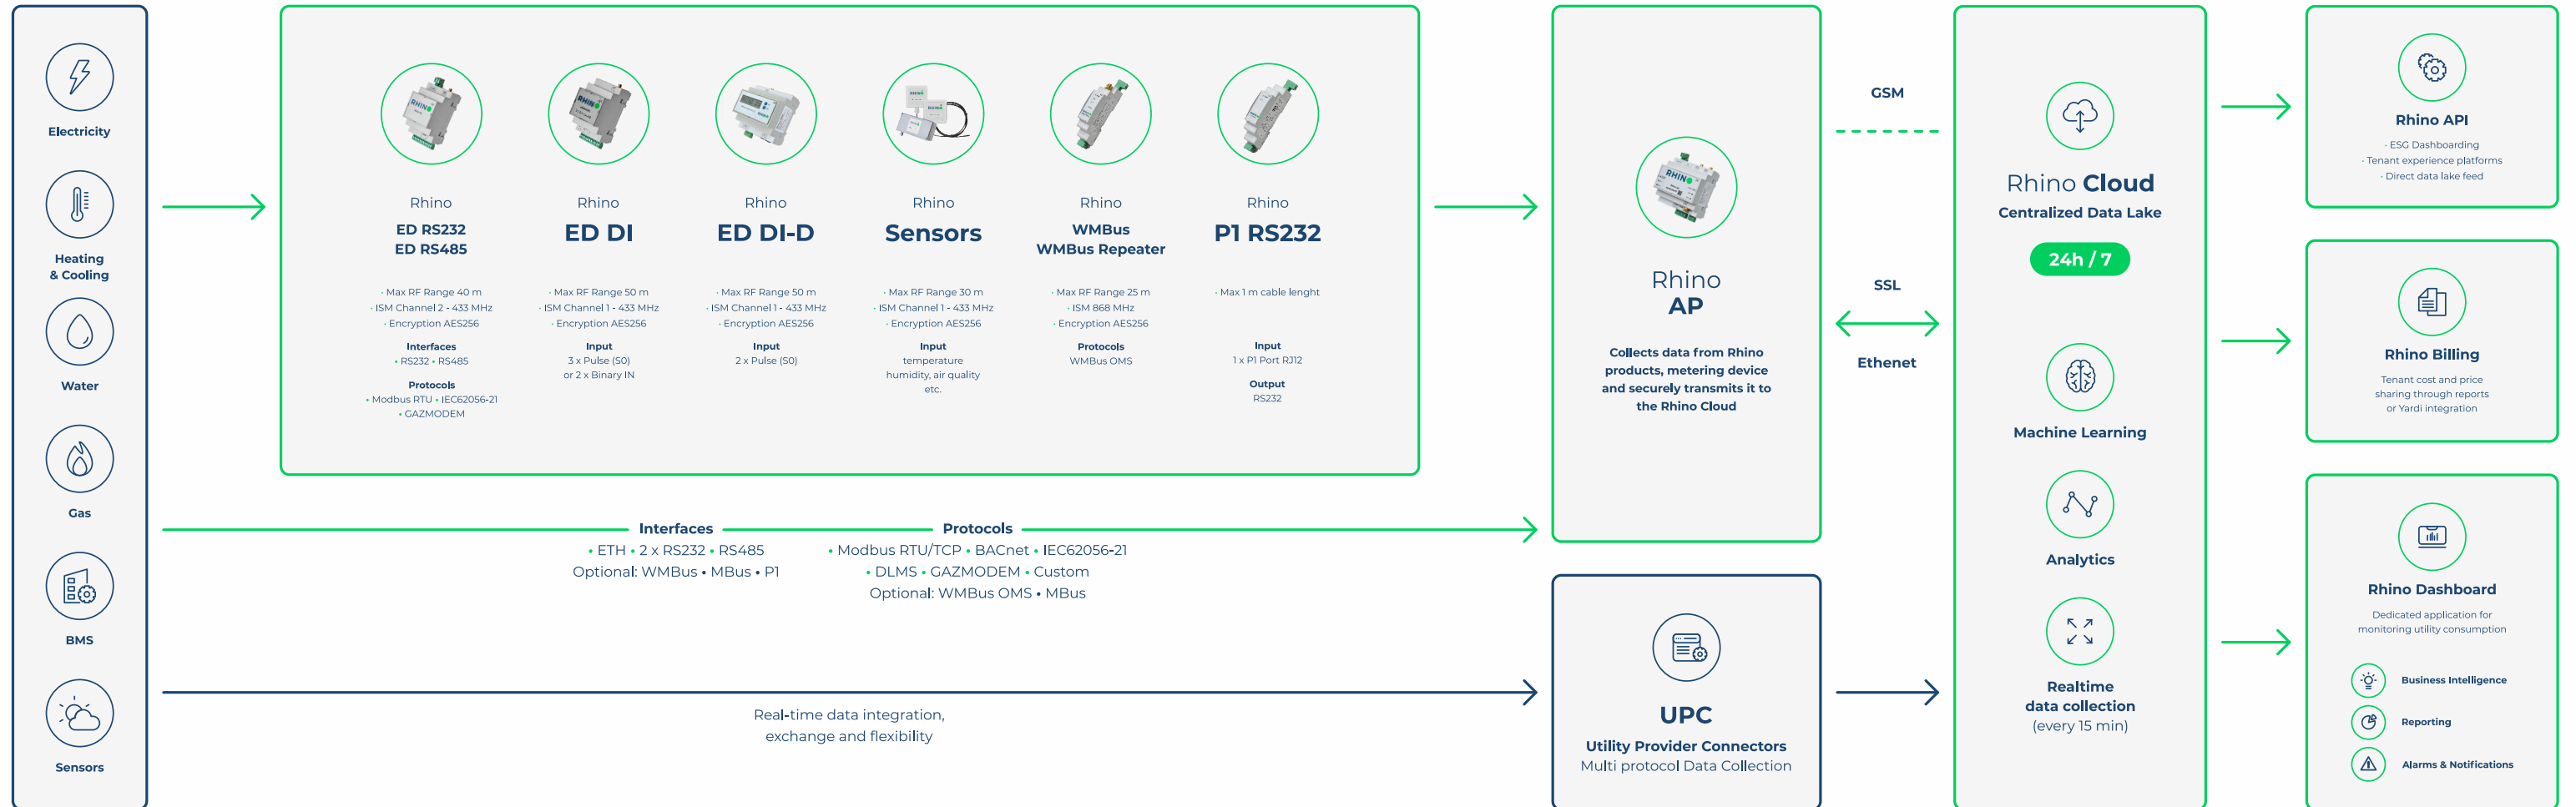 Electricity
Heating
& Cooling
Water
Gas
BMS
Sensors
Rhino
ED RS232
ED RS485
· Max RF Range 40 m
· ISM Channel 2 - 433 MHz
· Encryption AES256
Interfaces
• RS232 • RS485
Protocols
• Modbus RTU • IEC62056-21
• GAZMODEM
Rhino
ED DI
· Max RF Range 50 m
· ISM Channel 1 - 433 MHz
· Encryption AES256
Input
3 x Pulse (S0)
or 2 x Binary IN
Rhino
ED DI-D
· Max RF Range 50 m
· ISM Channel 1 - 433 MHz
· Encryption AES256
Input
2 x Pulse (S0)
Rhino
Sensors
· Max RF Range 30 m
· ISM Channel 1 - 433 MHz
· Encryption AES256
Input
temperature
humidity, air quality
etc.
Rhino
WMBus
WMBus Repeater
· Max RF Range 25 m
· ISM 868 MHz
· Encryption AES256
Protocols
WMBus OMS
Rhino
P1 RS232
· Max 1 m cable lenght
Input
1 x P1 Port RJ12
Output
RS232
Interfaces
• ETH • 2 x RS232 • RS485
Optional: WMBus • MBus • P1
Protocols
• Modbus RTU/TCP • BACnet • IEC62056-21
• DLMS • GAZMODEM • Custom
Optional: WMBus OMS • MBus
Real-time data integration,
exchange and flexibility
RHINO
Rhino
AP
Collects data from Rhino
products, metering device
and securely transmits it to
the Rhino Cloud
UPC
Utility Provider Connectors
Multi protocol Data Collection
GSM
SSL
Ethenet
Rhino Cloud
Centralized Data Lake
24h / 7
Machine Learning
Analytics
Realtime
data collection
(every 15 min)
Rhino API
· ESG Dashboarding
· Tenant experience platforms
· Direct data lake feed
Rhino Billing
Tenant cost and price
sharing through reports
or Yardi integration
Rhino Dashboard
Dedicated application for
monitoring utility consumption
Business Intelligence
Reporting
Alarms & Notifications